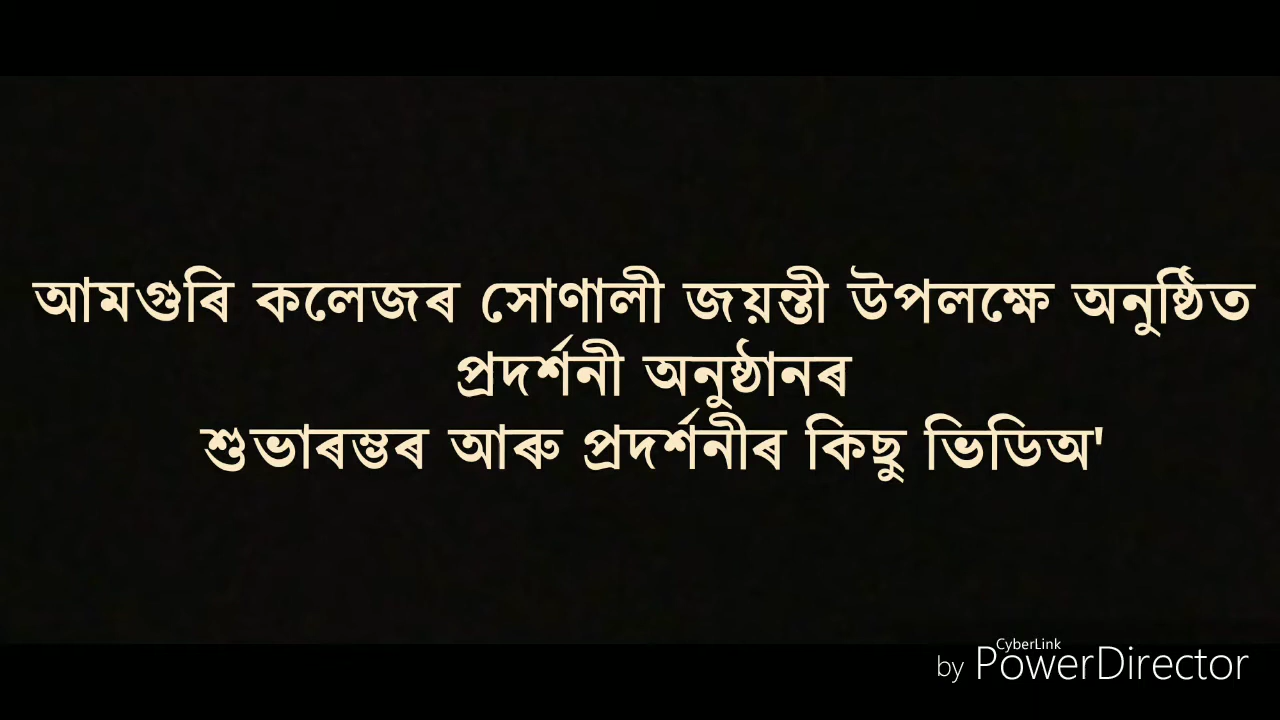 আমগুৰি কলেজৰ সোণালী জয়ন্তী উপলক্ষে অনুষ্ঠিত
প্ৰদৰ্শনী অনুষ্ঠানৰ
শুভাৰম্ভৰ আৰু প্ৰদৰ্শনীৰ কিছু ভিডিঅ'
CyberLink
by PowerDirector